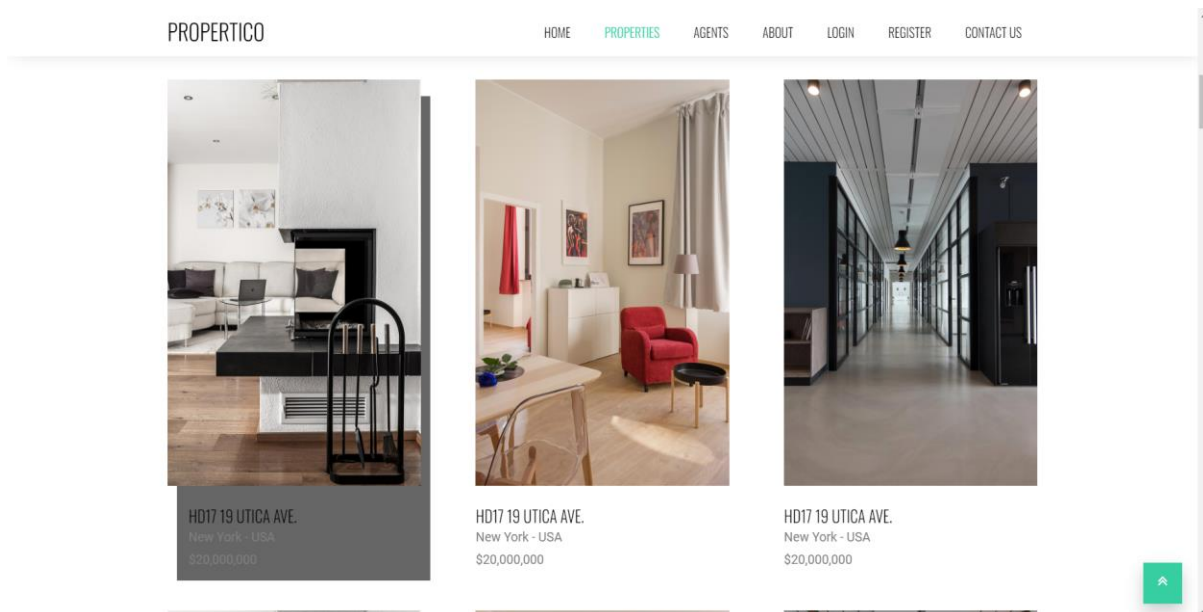 PROPERTICO
HOME PROPERTIES AGENTS ABOUT LOGIN REGISTER CONTACT US
HD17 19 UTICA AVE.
New York - USA
$20,000,000
HD17 19 UTICA AVE.
New York - USA
$20,000,000
HD17 19 UTICA AVE.
New York - USA
$20,000,000